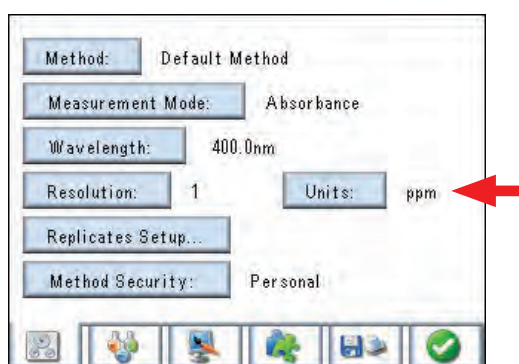 Method: Default Method
Measurement Mode: Absorbance
Wavelength: 400.0nm
Resolution: 1 Units: ppm
Replicates Setup...
Method Security: Personal